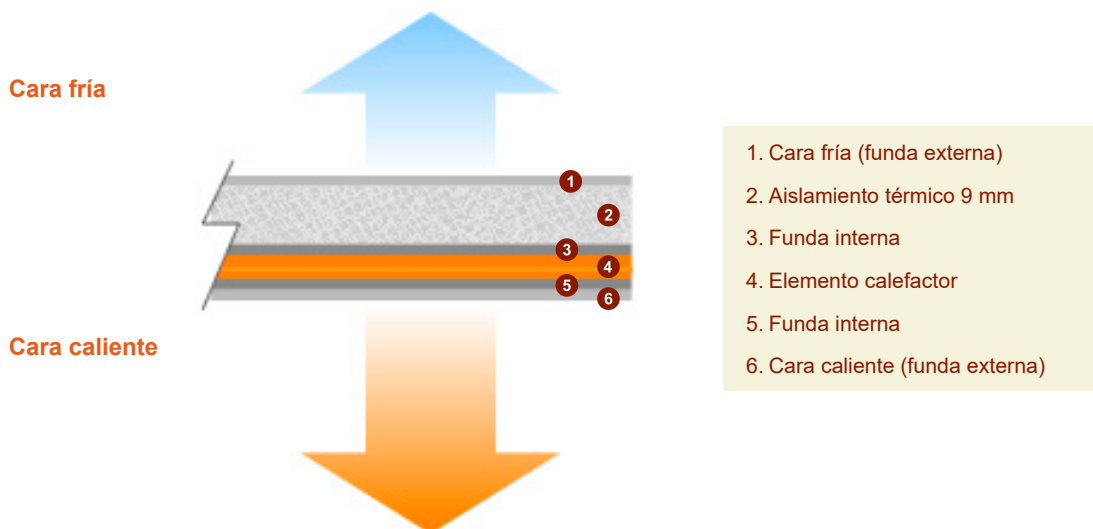 Cara fría
1
2
3
4
5
6
Cara caliente
1. Cara fría (funda externa)
2. Aislamiento térmico 9 mm
3. Funda interna
4. Elemento calefactor
5. Funda interna
6. Cara caliente (funda externa)